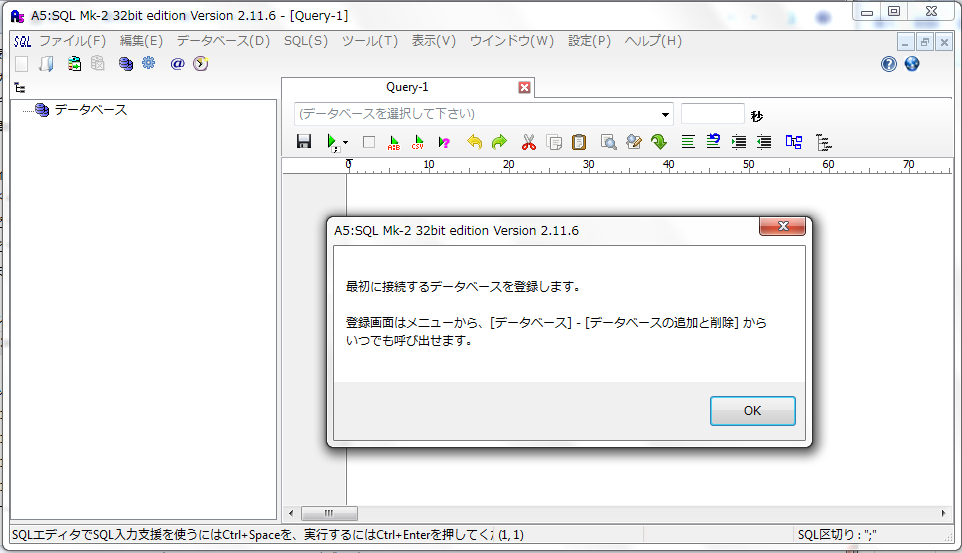 A5:SQL Mk-2 32bit edition Version 2.11.6 - [Query-1]
SQL ファイル(F) 編集(E) データベース(D) SQL(S) ツール(T) 表示(V) ウインドウ(W) 設定(P) ヘルプ(H)
Query-1
データベース
(データベースを選択して下さい)
秒
A:B CSV
0 10 20 30 40 50 60 70
A5:SQL Mk-2 32bit edition Version 2.11.6
最初に接続するデータベースを登録します。
登録画面はメニューから、[データベース] - [データベースの追加と削除] から
いつでも呼び出せます。
OK
SQLエディタでSQL入力支援を使うにはCtrl+Spaceを、実行するにはCtrl+Enterを押してくだ (1, 1) SQL区切り : ";"